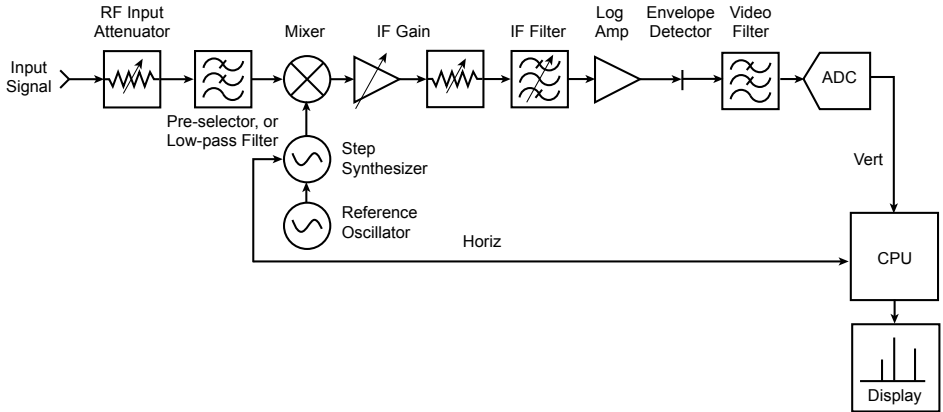 RF Input
Attenuator
Mixer
IF Gain
IF Filter
Log
Amp
Envelope
Detector
Video
Filter
Input
Signal
ADC
Pre-selector, or
Low-pass Filter
Step
Synthesizer
Vert
Reference
Oscillator
Horiz
CPU
Display